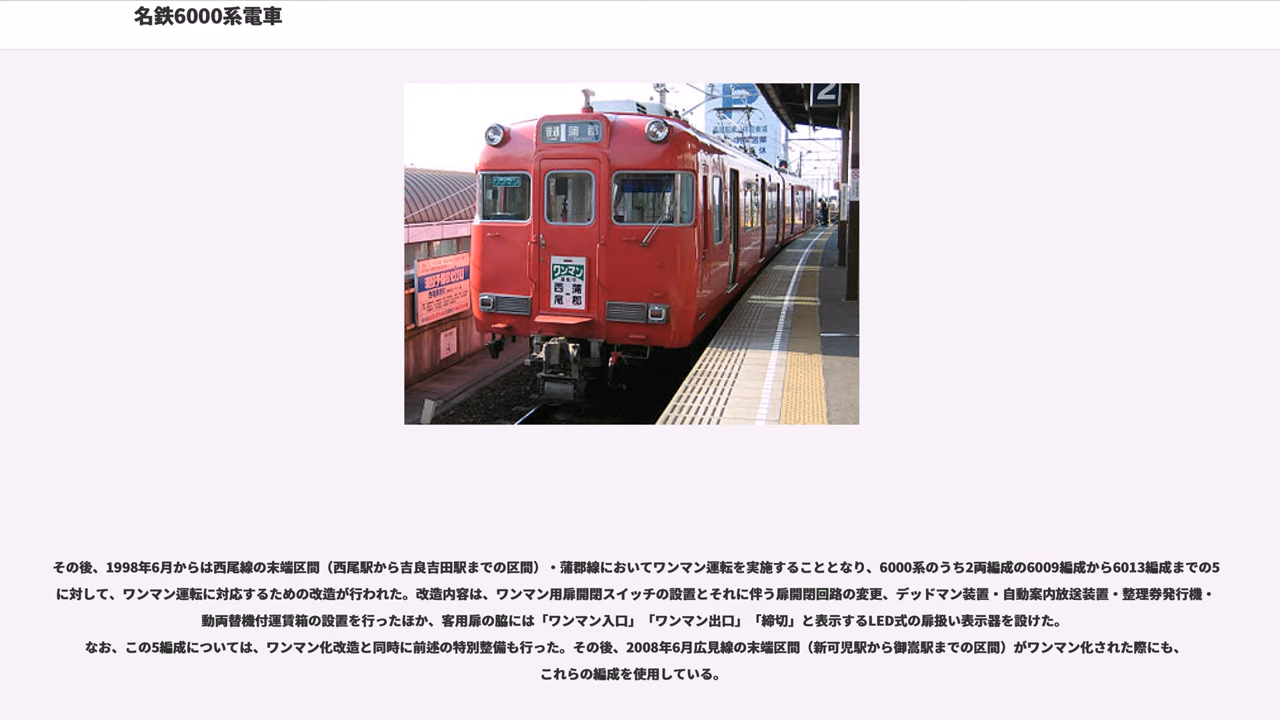 名鉄6000系電車
2
普通 蒲郡
ワンマン
ワンマン
西尾
蒲郡
その後、1998年6月からは西尾線の末端区間（西尾駅から吉良吉田駅までの区間）・蒲郡線においてワンマン運転を実施することとなり、6000系のうち2両編成の6009編成から6013編成までの5
に対して、ワンマン運転に対応するための改造が行われた。改造内容は、ワンマン用扉開閉スイッチの設置とそれに伴う扉開閉回路の変更、デッドマン装置・自動案内放送装置・整理券発行機・
動両替機付運賃箱の設置を行ったほか、客用扉の脇には「ワンマン入口」「ワンマン出口」「締切」と表示するLED式の扉扱い表示器を設けた。
なお、この5編成については、ワンマン化改造と同時に前述の特別整備も行った。その後、2008年6月広見線の末端区間（新可児駅から御嵩駅までの区間）がワンマン化された際にも、
これらの編成を使用している。